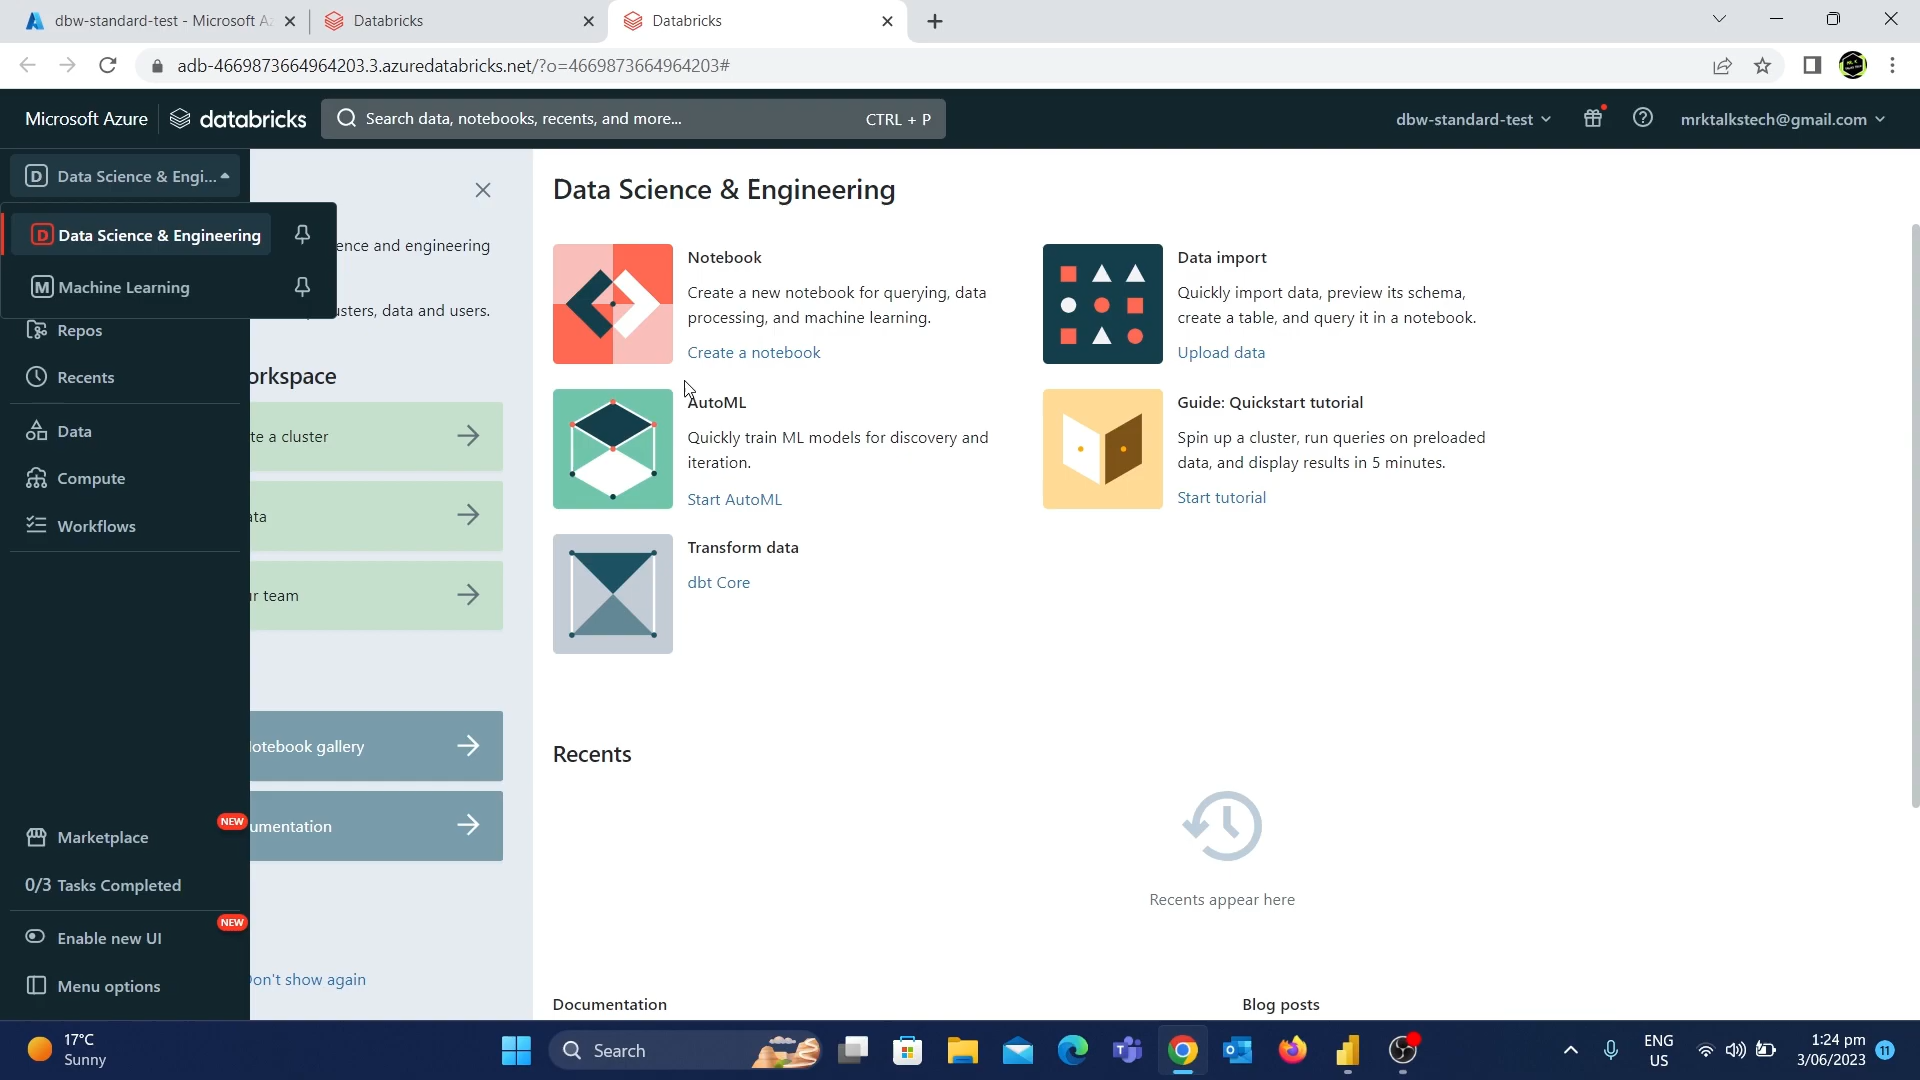 dbw-standard-test - Microsoft Az
Databricks
Databricks
adb-4669873664964203.3.azuredatabricks.net/?o=4669873664964203#
Microsoft Azure
databricks
Search data, notebooks, recents, and more...
CTRL + P
dbw-standard-test
mrktalkstech@gmail.com
D Data Science & Engi...
D Data Science & Engineering
M Machine Learning
Repos
Recents
Data
Compute
Workflows
Marketplace
NEW
0/3 Tasks Completed
Enable new UI
NEW
Menu options
ence and engineering
usters, data and users.
orkspace
te a cluster
ata
ur team
otebook gallery
umentation
Don't show again
Data Science & Engineering
Notebook
Create a new notebook for querying, data
processing, and machine learning.
Create a notebook
Data import
Quickly import data, preview its schema,
create a table, and query it in a notebook.
Upload data
AutoML
Quickly train ML models for discovery and
iteration.
Start AutoML
Guide: Quickstart tutorial
Spin up a cluster, run queries on preloaded
data, and display results in 5 minutes.
Start tutorial
Transform data
dbt Core
Recents
Recents appear here
Documentation
Blog posts
17°C
Sunny
Search
ENG
US
1:24 pm
3/06/2023
11